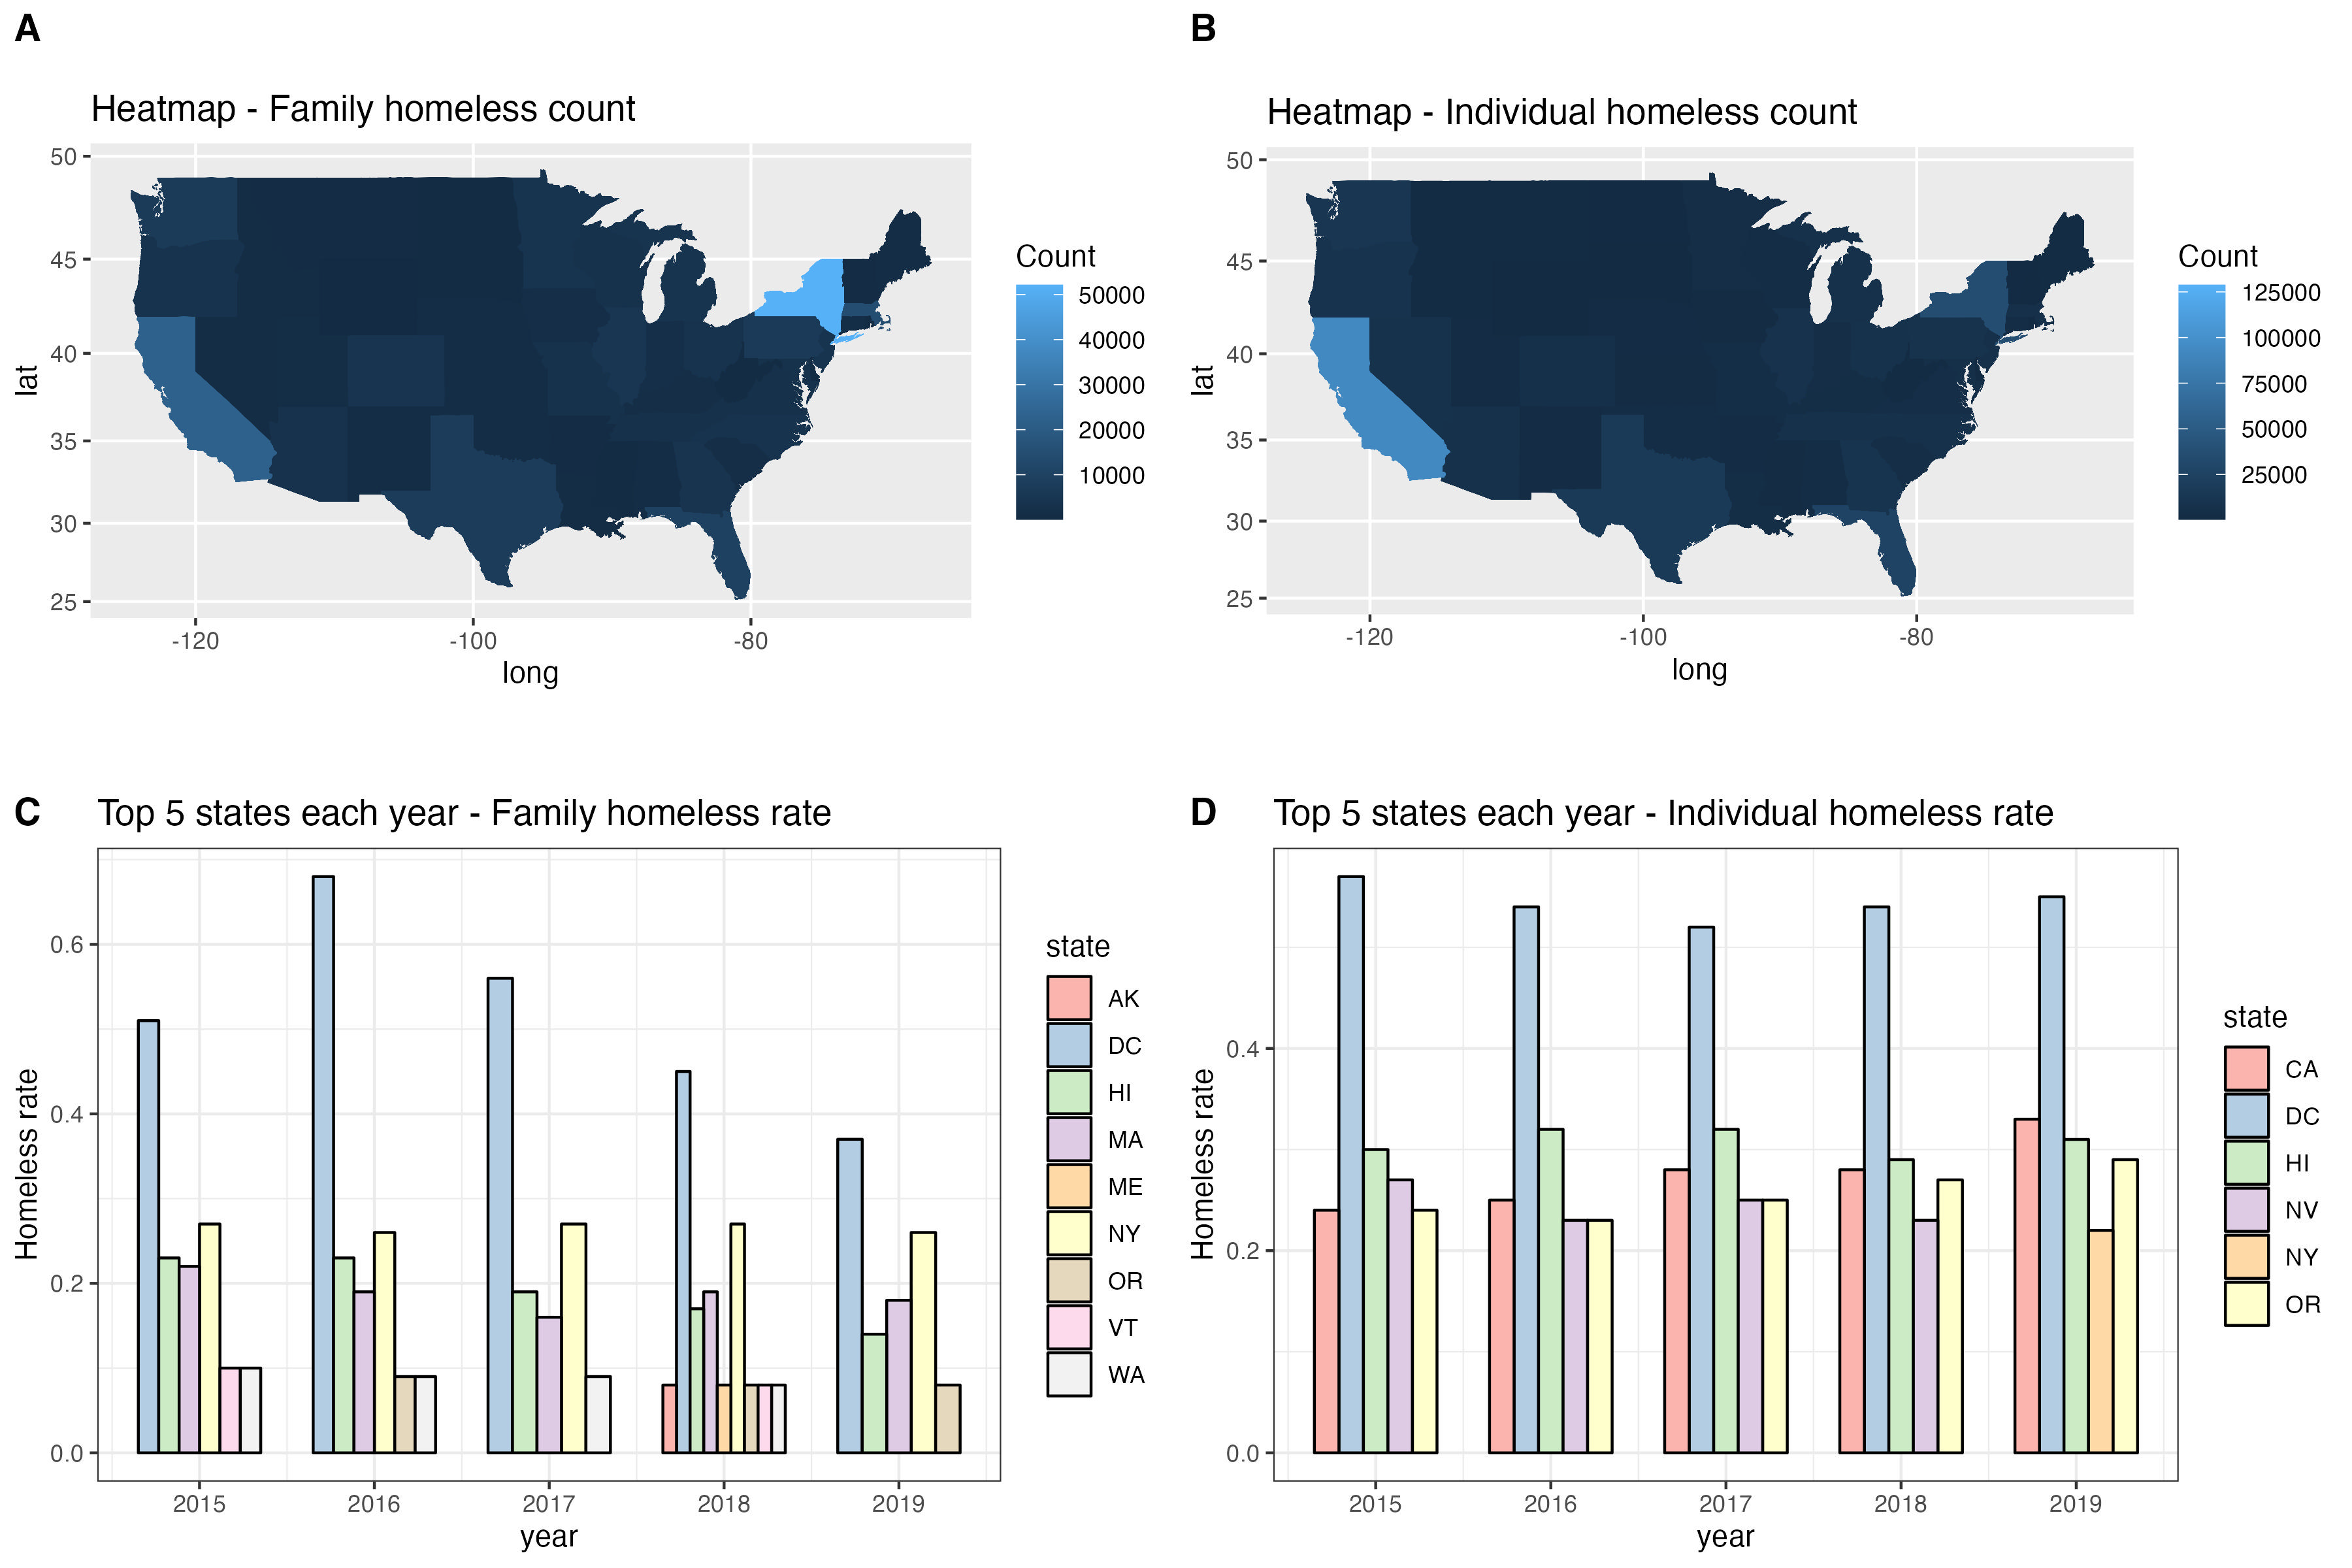 A
Heatmap - Family homeless count
50
45
40
35
30
25
lat
-120
-100
-80
long
Count
50000
40000
30000
20000
10000
B
Heatmap - Individual homeless count
50
45
40
35
30
25
lat
-120
-100
-80
long
Count
125000
100000
75000
50000
25000
C
Top 5 states each year - Family homeless rate
0.6
0.4
0.2
0.0
Homeless rate
2015
2016
2017
2018
2019
year
state
AK
DC
HI
MA
ME
NY
OR
VT
WA
D
Top 5 states each year - Individual homeless rate
0.4
0.2
0.0
Homeless rate
2015
2016
2017
2018
2019
year
state
CA
DC
HI
NV
NY
OR